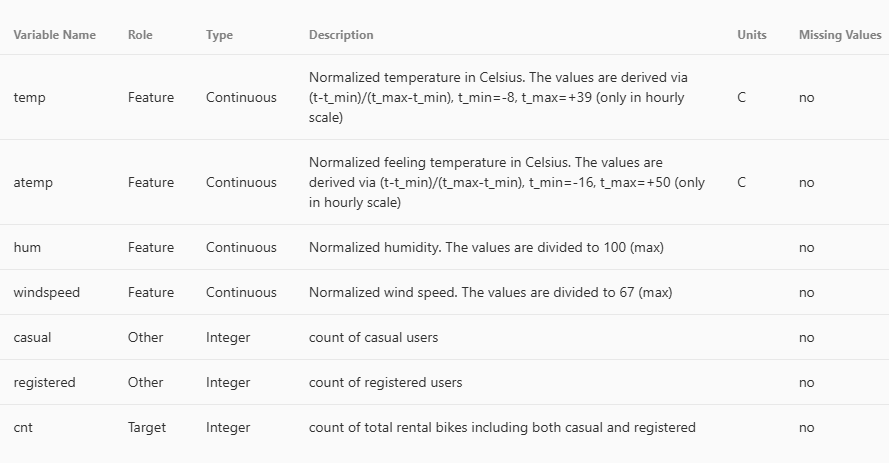 Variable Name Role Type Description Units Missing Values
Normalized temperature in Celsius. The values are derived via
temp Feature Continuous (t-t_min)/(t_max-t_min), t_min=-8, t_max=+39 (only in hourly C no
scale)
Normalized feeling temperature in Celsius. The values are
atemp Feature Continuous derived via (t-t_min)/(t_max-t_min), t_min=-16, t_max=+50 (only C no
in hourly scale)
hum Feature Continuous Normalized humidity. The values are divided to 100 (max) no
windspeed Feature Continuous Normalized wind speed. The values are divided to 67 (max) no
casual Other Integer count of casual users no
registered Other Integer count of registered users no
cnt Target Integer count of total rental bikes including both casual and registered no